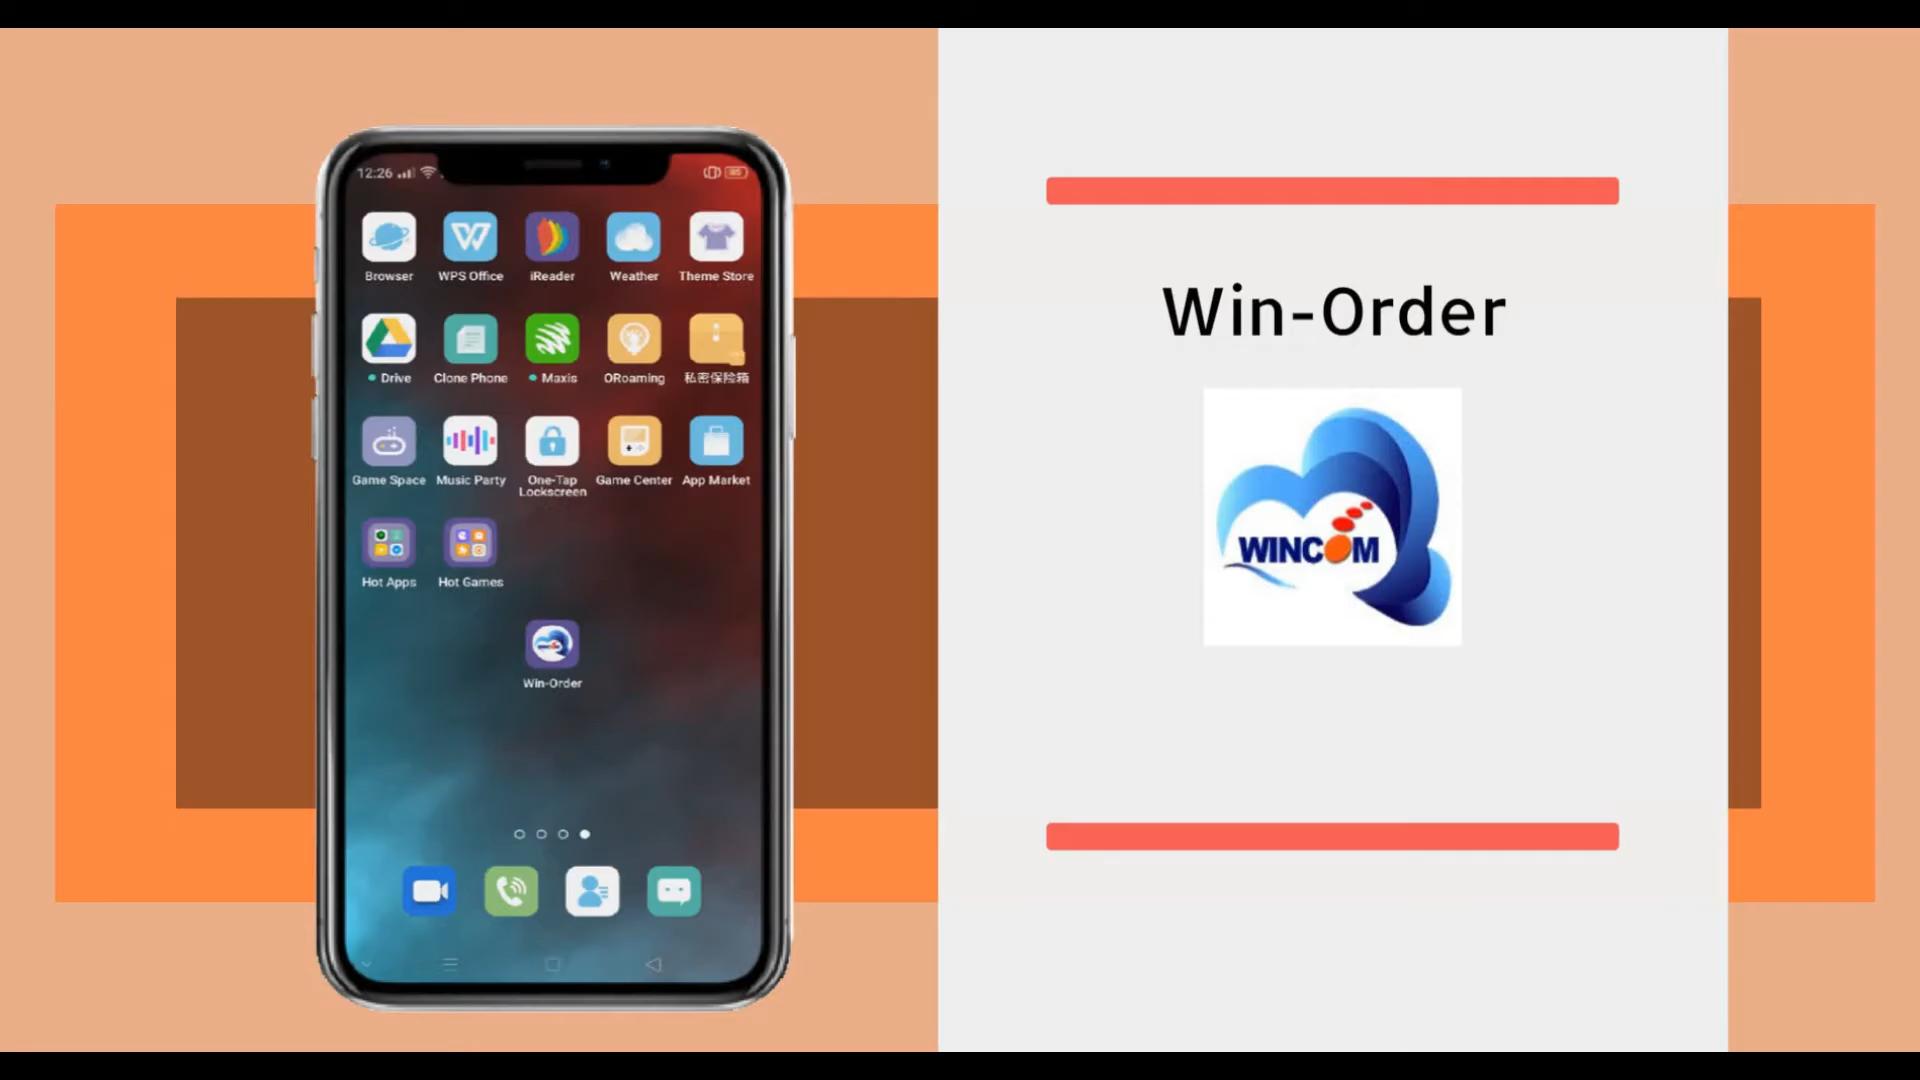 12:26
Browser WPS Office iReader Weather Theme Store
Drive Clone Phone Maxis ORoaming 私密保险箱
Game Space Music Party One-Tap Lockscreen Game Center App Market
Hot Apps Hot Games
Win-Order
Win-Order
WINCOM